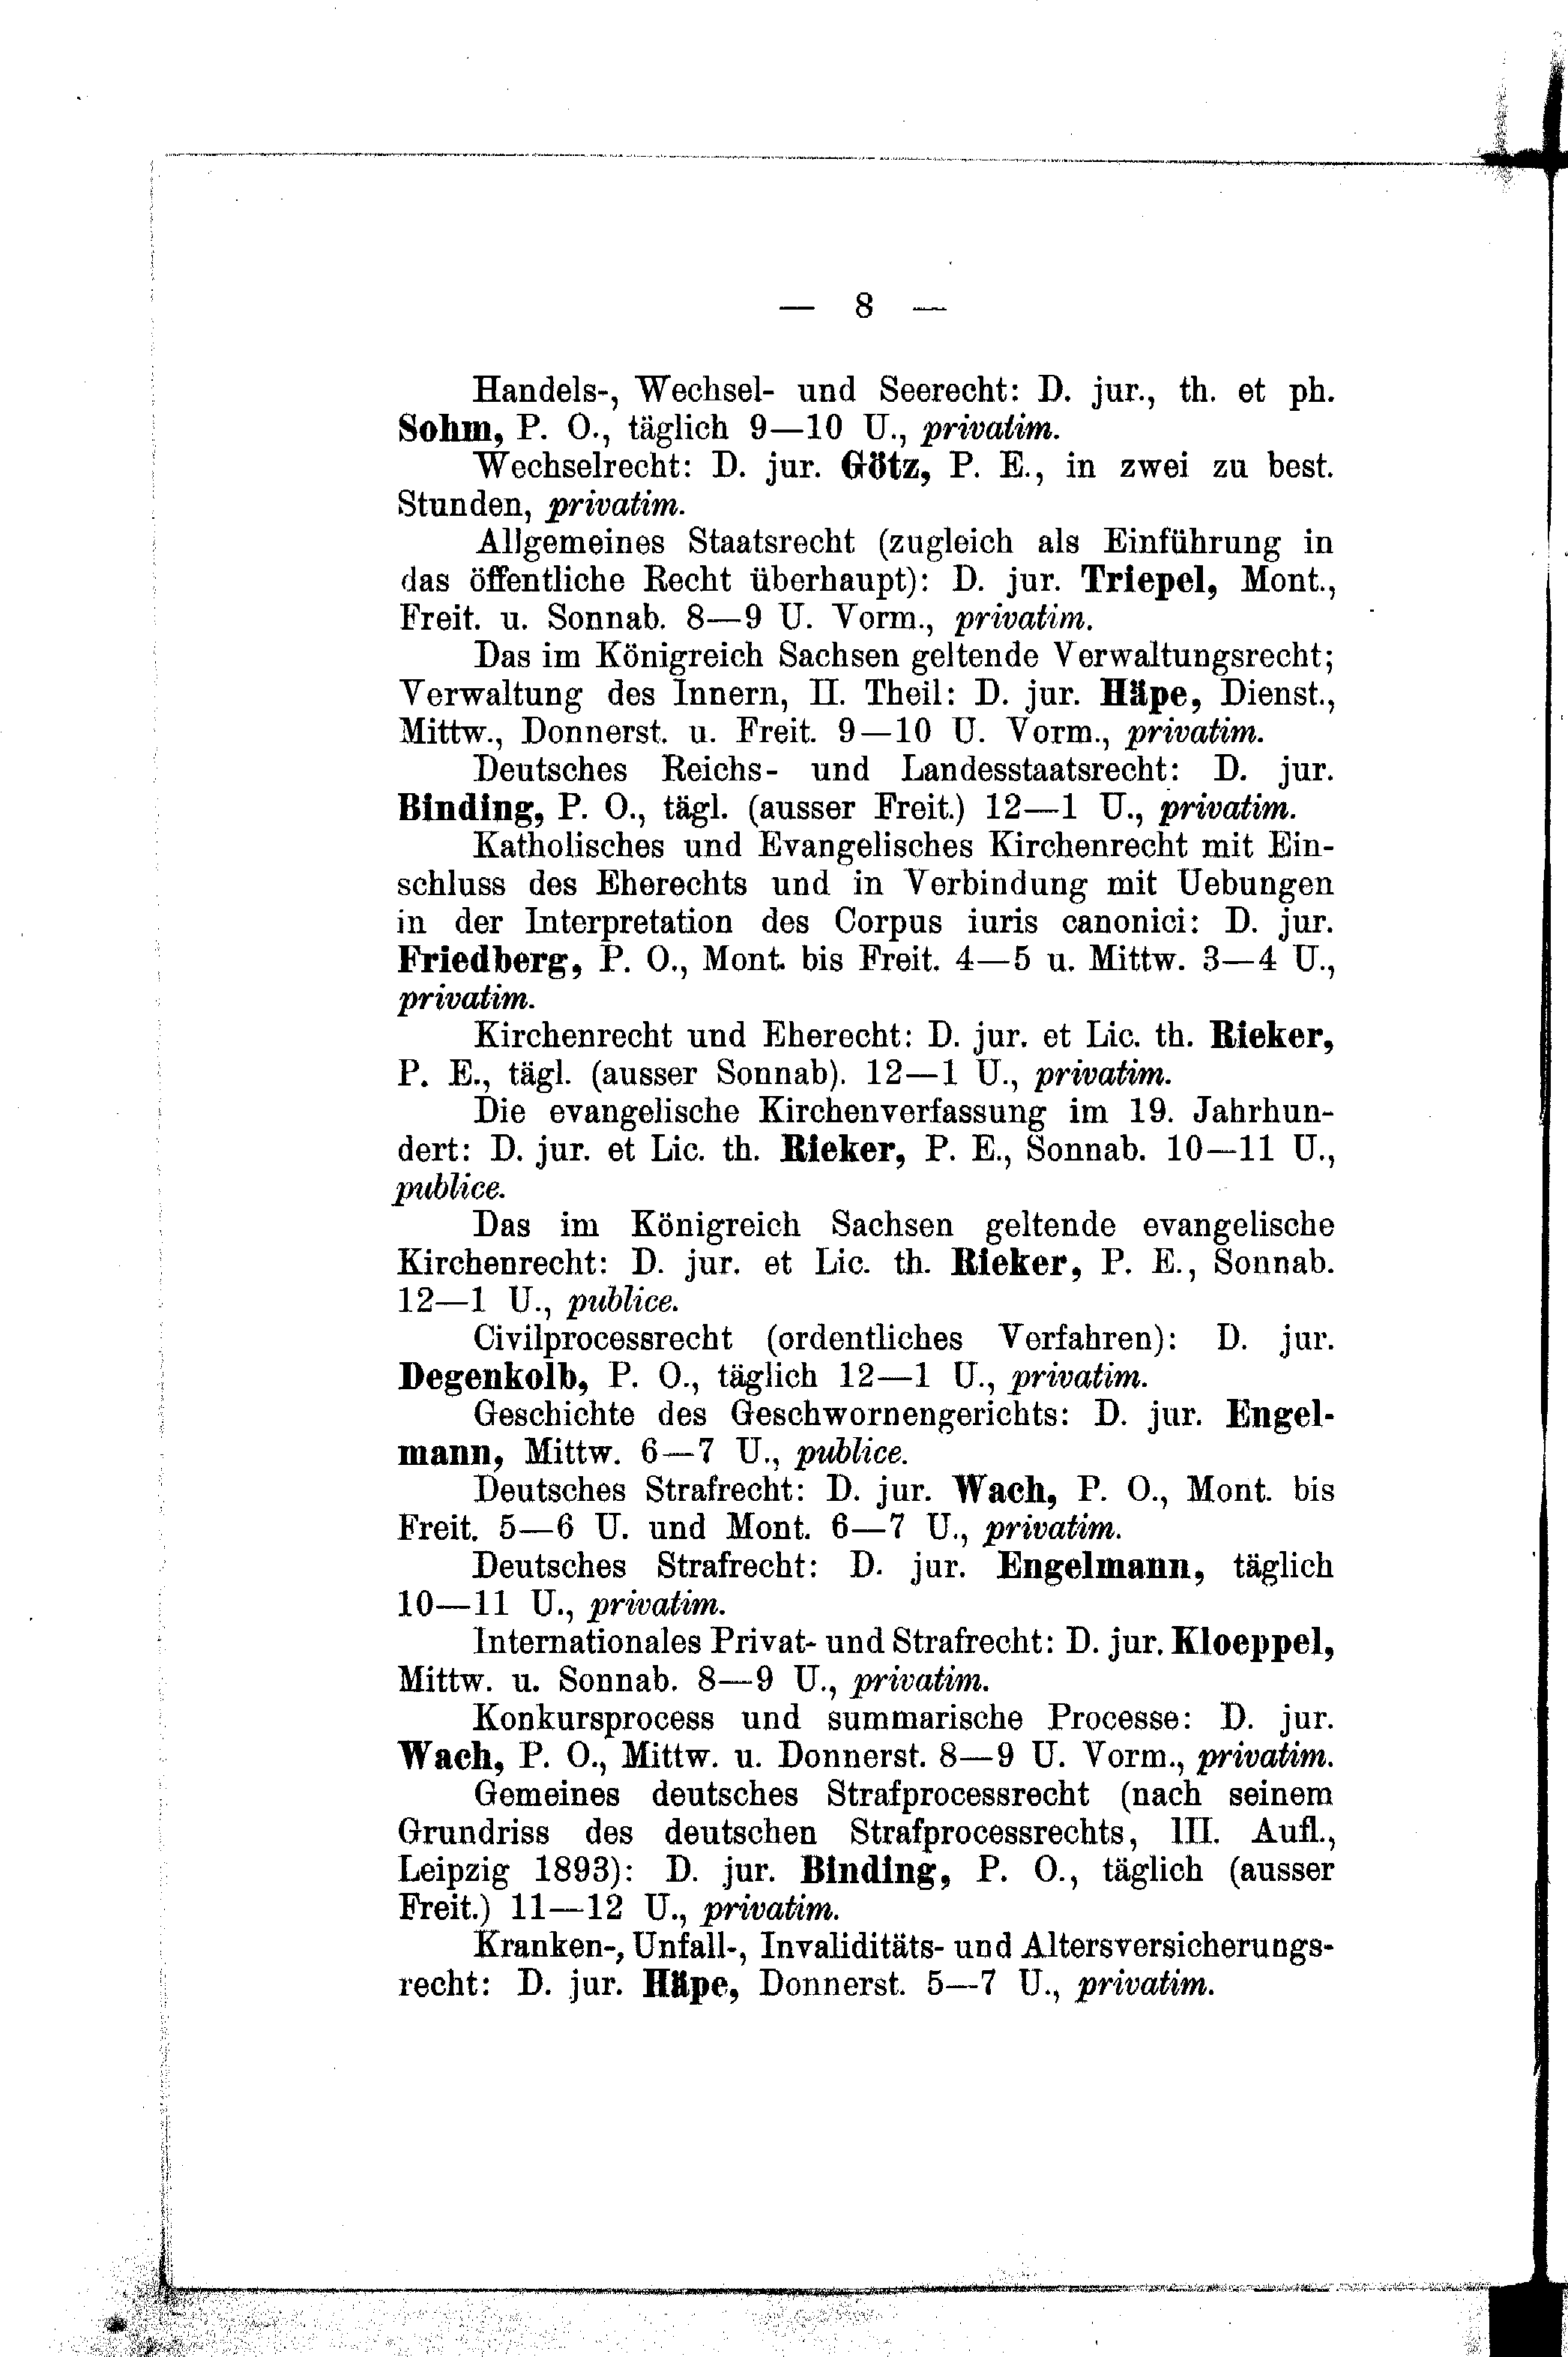 — 8 —
Handels-, Wechsel- und Seerecht: D. jur., th. et ph.
Sohm, P. O., täglich 9—10 U., privatim.
Wechselrecht: D. jur. Götz, P. E., in zwei zu best.
Stunden, privatim.
Allgemeines Staatsrecht (zugleich als Einführung in
das öffentliche Recht überhaupt): D. jur. Triepel, Mont.,
Freit. u. Sonnab. 8—9 U. Vorm., privatim.
Das im Königreich Sachsen geltende Verwaltungsrecht;
Verwaltung des Innern, II. Theil: D. jur. Häpe, Dienst.,
Mittw., Donnerst. u. Freit. 9—10 U. Vorm., privatim.
Deutsches Reichs- und Landesstaatsrecht: D. jur.
Binding, P. O., tägl. (ausser Freit.) 12—1 U., privatim.
Katholisches und Evangelisches Kirchenrecht mit Ein-
schluss des Eherechts und in Verbindung mit Uebungen
in der Interpretation des Corpus iuris canonici: D. jur.
Friedberg, P. O., Mont. bis Freit. 4—5 u. Mittw. 3—4 U.,
privatim.
Kirchenrecht und Eherecht: D. jur. et Lic. th. Rieker,
P. E., tägl. (ausser Sonnab). 12—1 U., privatim.
Die evangelische Kirchenverfassung im 19. Jahrhun-
dert: D. jur. et Lic. th. Rieker, P. E., Sonnab. 10—11 U.,
publice.
Das im Königreich Sachsen geltende evangelische
Kirchenrecht: D. jur. et Lic. th. Rieker, P. E., Sonnab.
12—1 U., publice.
Civilprocessrecht (ordentliches Verfahren): D. jur.
Degenkolb, P. O., täglich 12—1 U., privatim.
Geschichte des Geschwornengerichts: D. jur. Engel-
mann, Mittw. 6—7 U., publice.
Deutsches Strafrecht: D. jur. Wach, P. O., Mont. bis
Freit. 5—6 U. und Mont. 6—7 U., privatim.
Deutsches Strafrecht: D. jur. Engelmann, täglich
10—11 U., privatim.
Internationales Privat- und Strafrecht: D. jur. Kloeppel,
Mittw. u. Sonnab. 8—9 U., privatim.
Konkursprocess und summarische Processe: D. jur.
Wach, P. O., Mittw. u. Donnerst. 8—9 U. Vorm., privatim.
Gemeines deutsches Strafprocessrecht (nach seinem
Grundriss des deutschen Strafprocessrechts, III. Aufl.,
Leipzig 1893): D. jur. Binding, P. O., täglich (ausser
Freit.) 11—12 U., privatim.
Kranken-, Unfall-, Invaliditäts- und Altersversicherungs-
recht: D. jur. Häpe, Donnerst. 5—7 U., privatim.